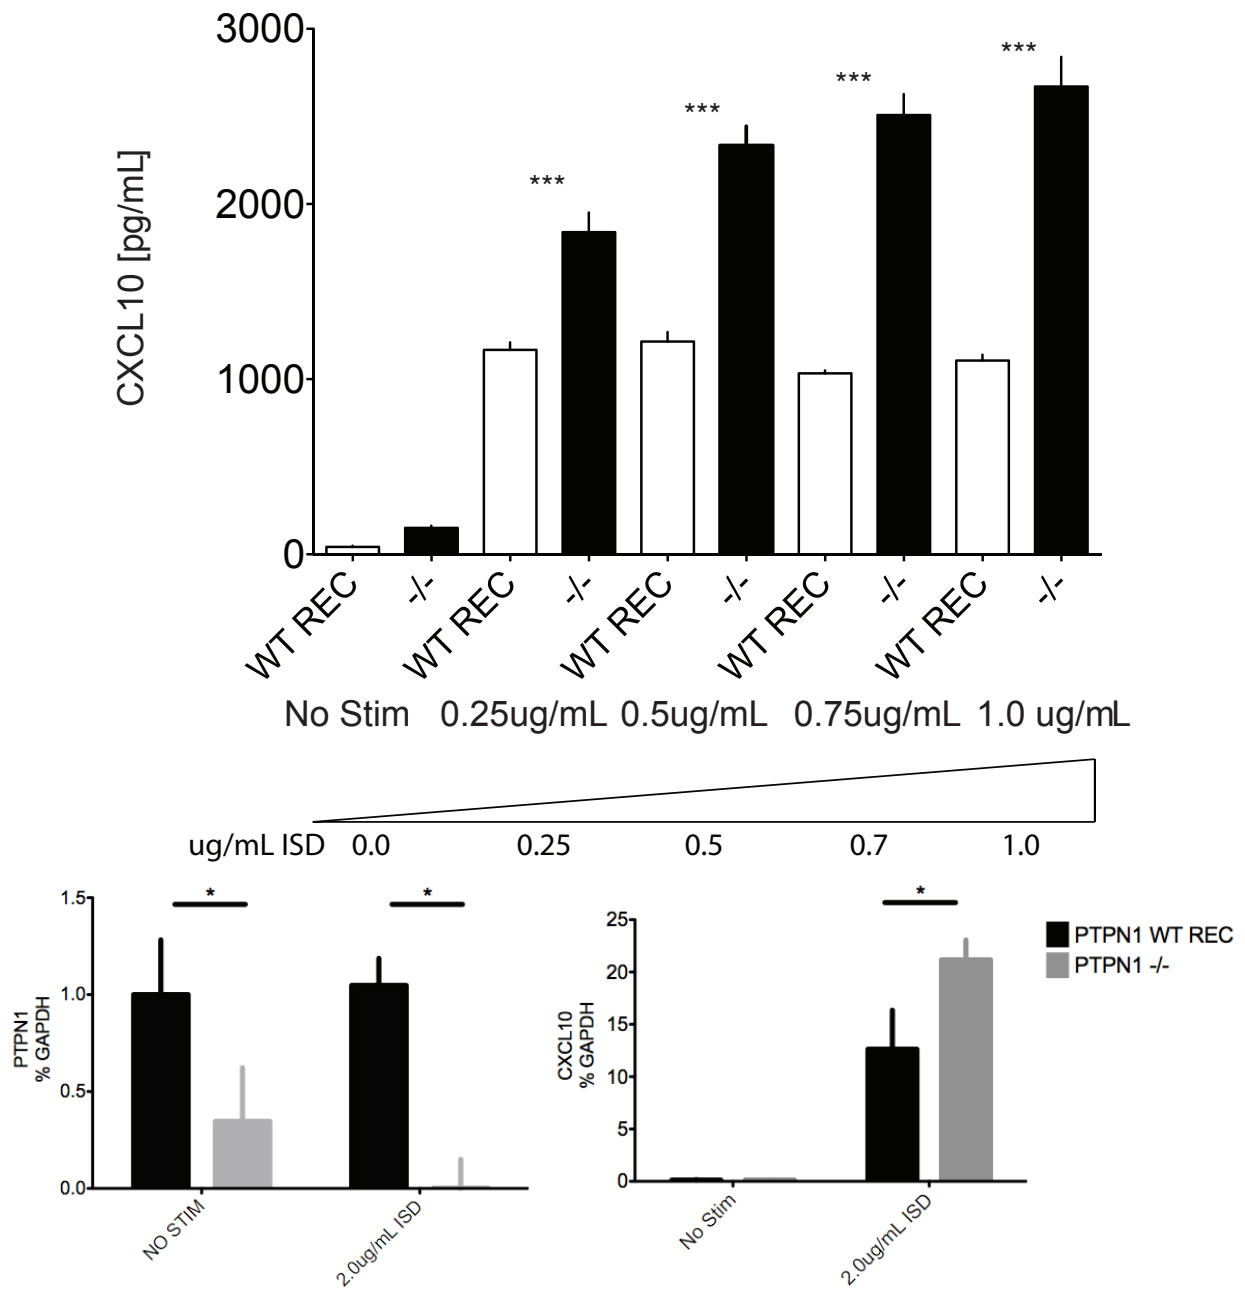 3000
2000
1000
0
CXCL10 [pg/mL]
***
***
***
***
WT REC -/- WT REC -/- WT REC -/- WT REC -/- WT REC -/-
No Stim 0.25ug/mL 0.5ug/mL 0.75ug/mL 1.0 ug/mL
ug/mL ISD 0.0 0.25 0.5 0.7 1.0
1.5
1.0
0.5
0.0
PTPN1
% GAPDH
* *
NO STIM 2.0ug/mL ISD
25
20
15
10
5
0
CXCL10
% GAPDH
*
No Stim 2.0ug/mL ISD
PTPN1 WT REC
PTPN1 -/-